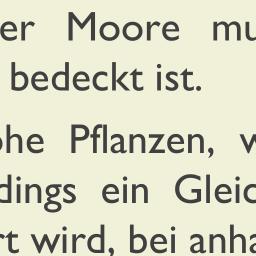 er Moore mu
bedeckt ist.
ohe Pflanzen, w
dings ein Gleic
rt wird, bei anha